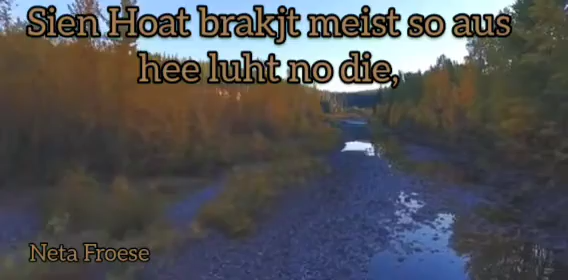 Sien Hoat brakjt meist so aus
hee luht no die,
Neta Froese